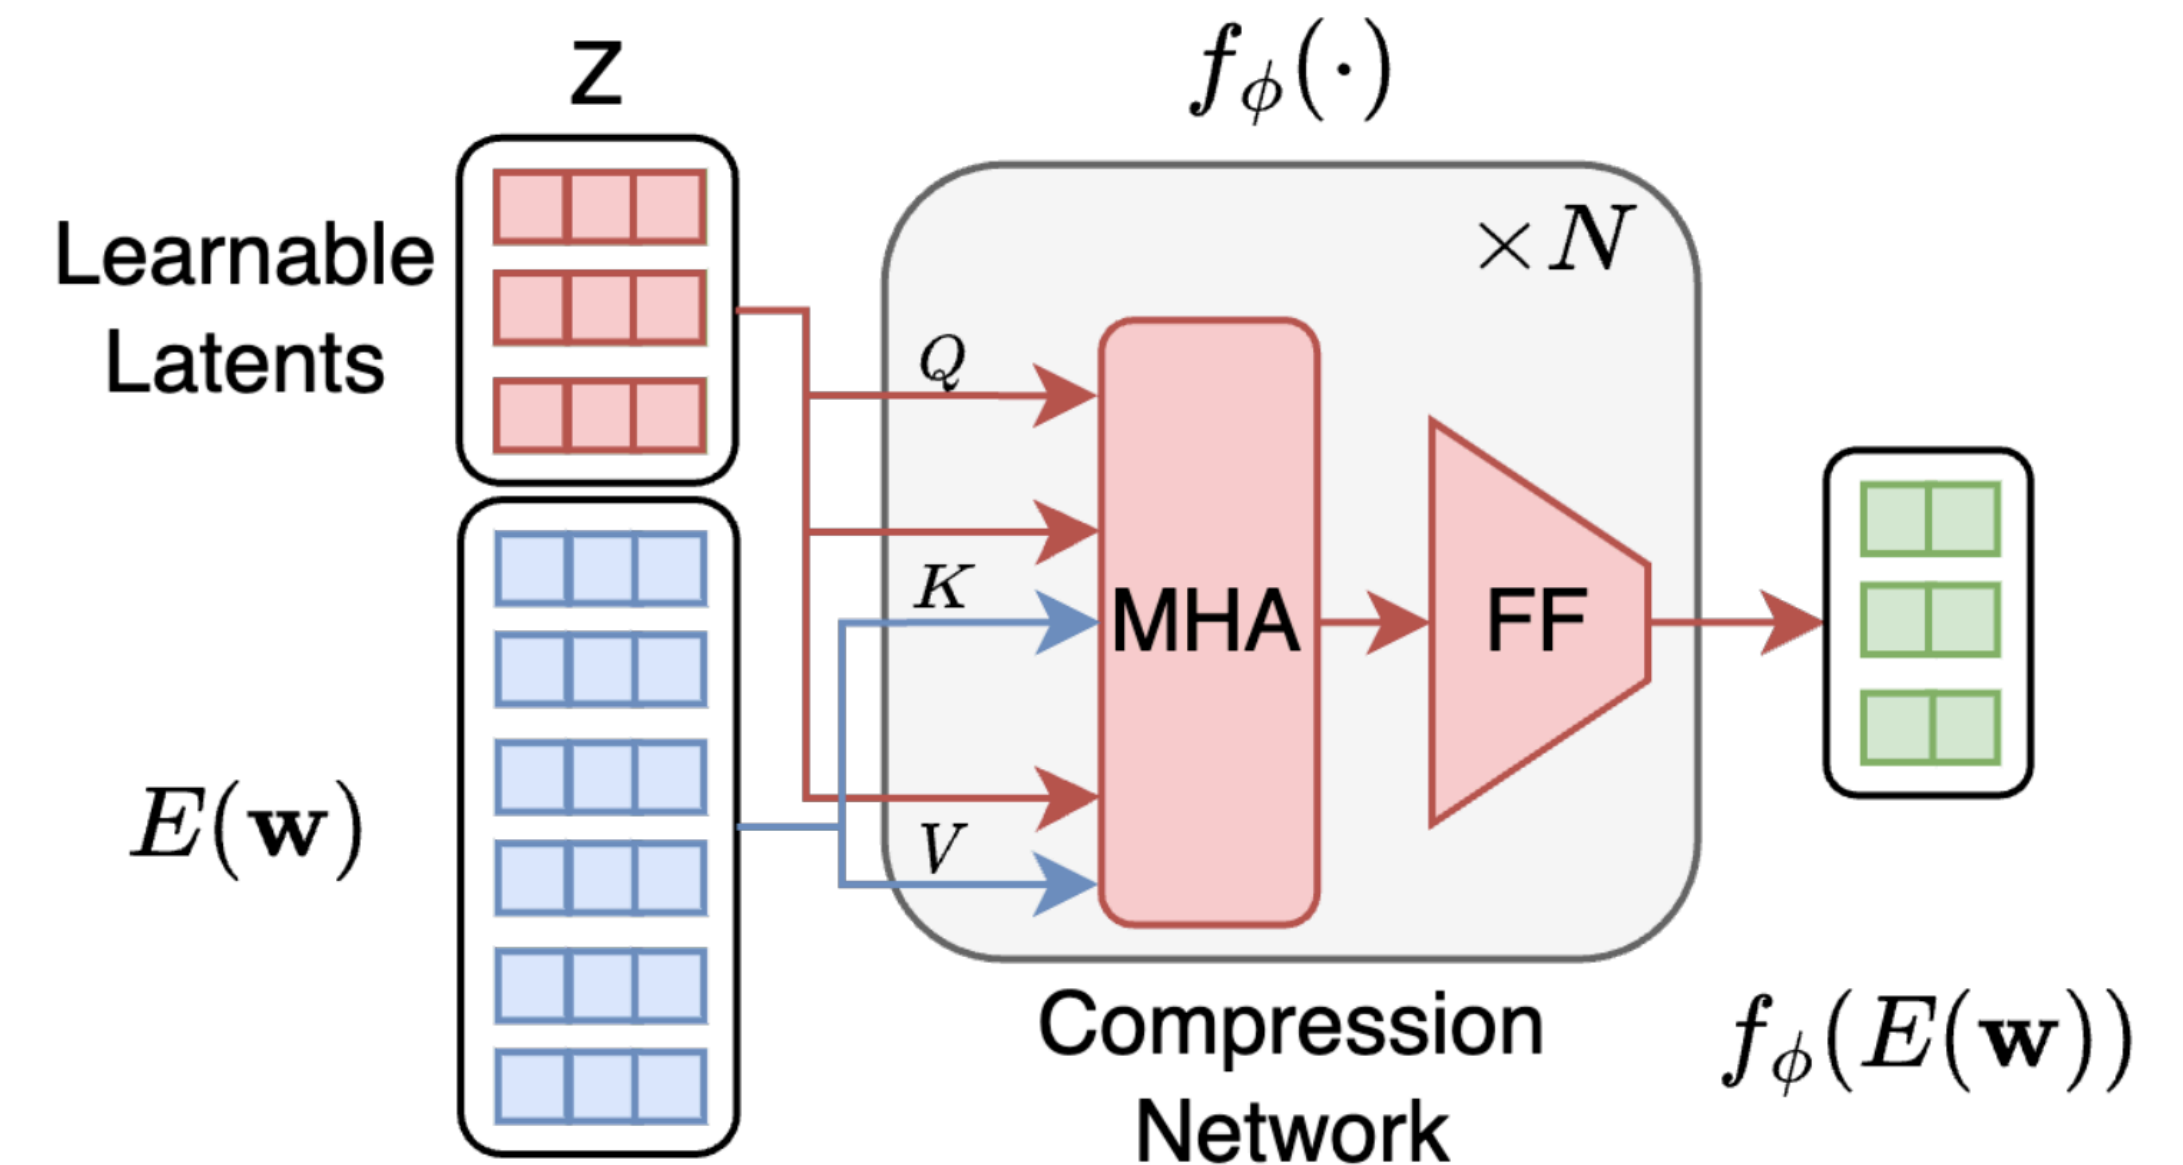 Z
f_ϕ(·)
Learnable
Latents
×N
Q
K
MHA
FF
E(w)
V
Compression
Network
f_ϕ(E(w))